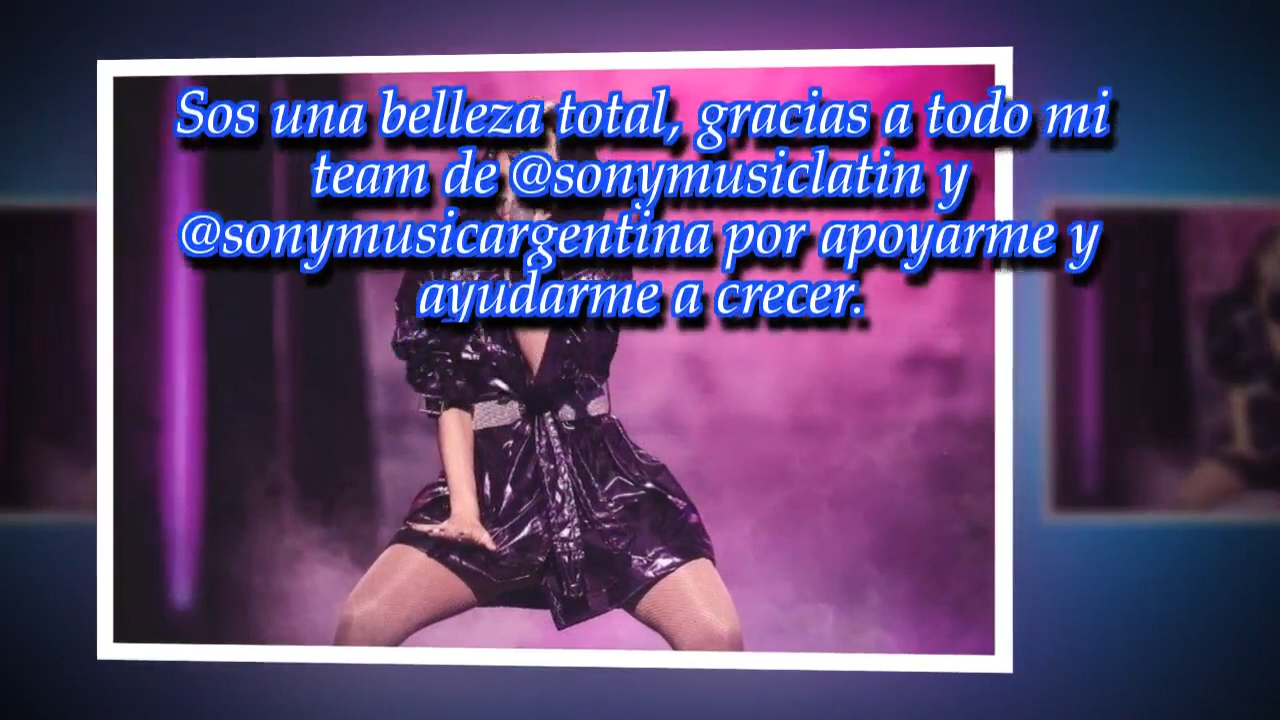 Sos una belleza total, gracias a todo mi
team de @sonymusiclatin y
@sonymusicargentina por apoyarme y
ayudarme a crecer.